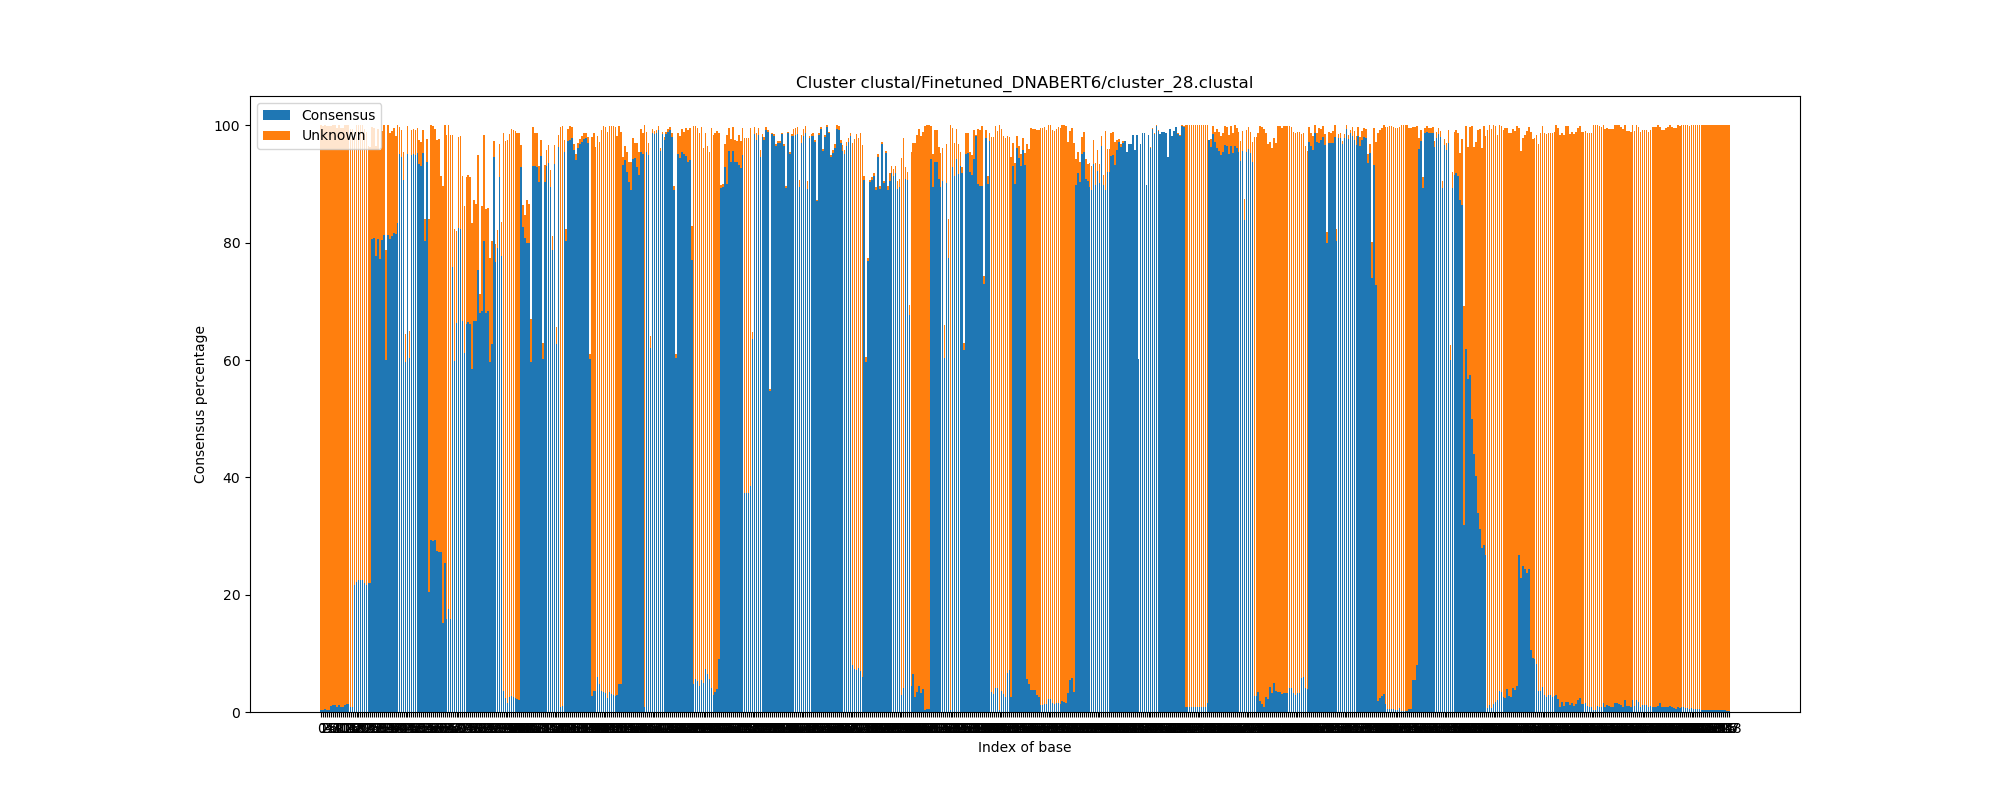 Cluster clustal/Finetuned_DNABERT6/cluster_28.clustal
Consensus
Unknown
100
80
60
40
20
0
Consensus percentage
Index of base